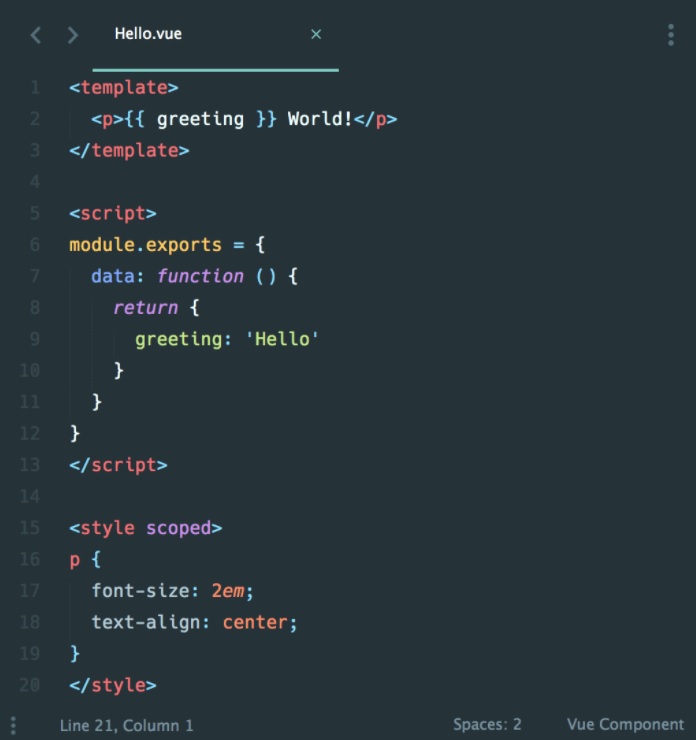 Hello.vue ×
1 <template>
2   <p>{{ greeting }} World!</p>
3 </template>
4
5 <script>
6 module.exports = {
7   data: function () {
8     return {
9       greeting: 'Hello'
10     }
11   }
12 }
13 </script>
14
15 <style scoped>
16 p {
17   font-size: 2em;
18   text-align: center;
19 }
20 </style>
Line 21, Column 1 Spaces: 2 Vue Component